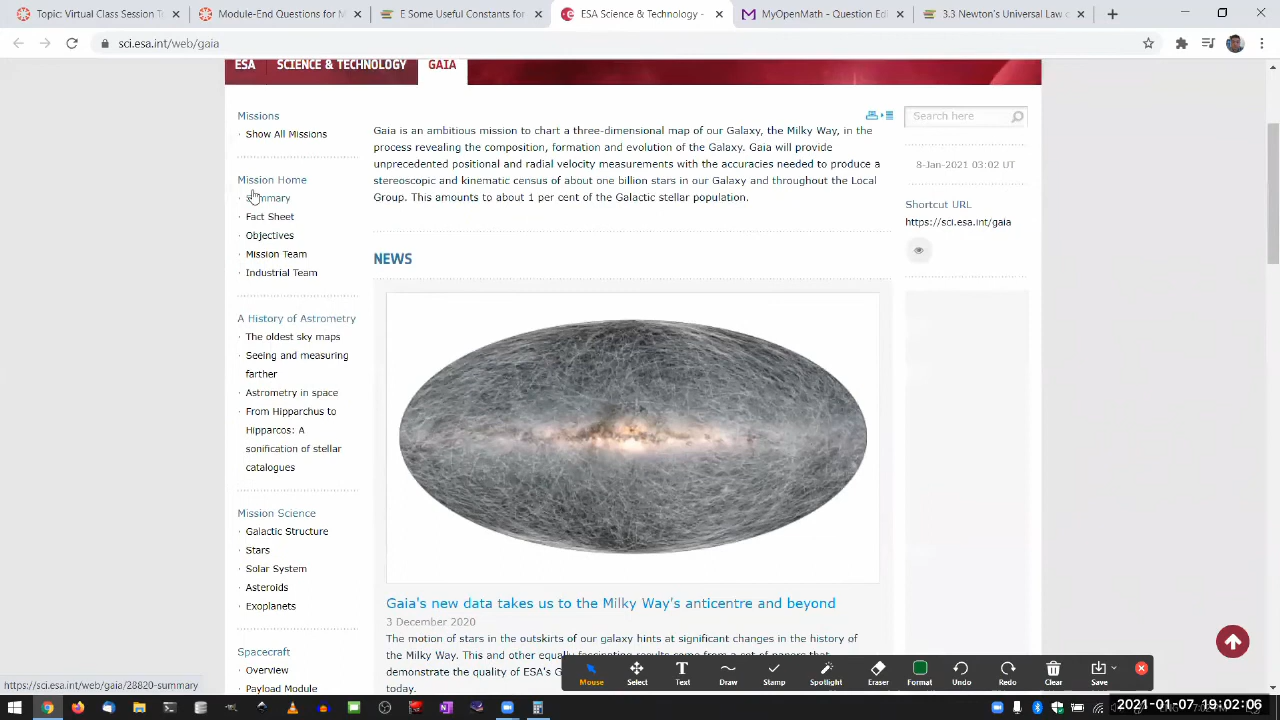 Topic: Virtual Class Session T
Module-End Questions for M
E Some Useful Constants for
ESA Science & Technology -
MyOpenMath - Question Edi
3.3 Newton's Universal Law o
sci.esa.int/web/gaia
ESA
SCIENCE & TECHNOLOGY
GAIA
Missions
Show All Missions
Mission Home
Summary
Fact Sheet
Objectives
Mission Team
Industrial Team
A History of Astrometry
The oldest sky maps
Seeing and measuring
farther
Astrometry in space
From Hipparchus to
Hipparcos: A
sonification of stellar
catalogues
Mission Science
Galactic Structure
Stars
Solar System
Asteroids
Exoplanets
Spacecraft
Overview
Payload Module
Gaia is an ambitious mission to chart a three-dimensional map of our Galaxy, the Milky Way, in the
process revealing the composition, formation and evolution of the Galaxy. Gaia will provide
unprecedented positional and radial velocity measurements with the accuracies needed to produce a
stereoscopic and kinematic census of about one billion stars in our Galaxy and throughout the Local
Group. This amounts to about 1 per cent of the Galactic stellar population.
NEWS
Gaia's new data takes us to the Milky Way's anticentre and beyond
3 December 2020
The motion of stars in the outskirts of our galaxy hints at significant changes in the history of
the Milky Way. This and other equally fascinating results come from a set of papers that
demonstrate the quality of ESA's G
today.
Search here
8-Jan-2021 03:02 UT
Shortcut URL
https://sci.esa.int/gaia
https://sci.esa.int/web/gaia/28820-summary
Mouse
Select
Text
Draw
Stamp
Spotlight
Eraser
Format
Undo
Redo
Clear
Save
2021-01-07-19:02:06